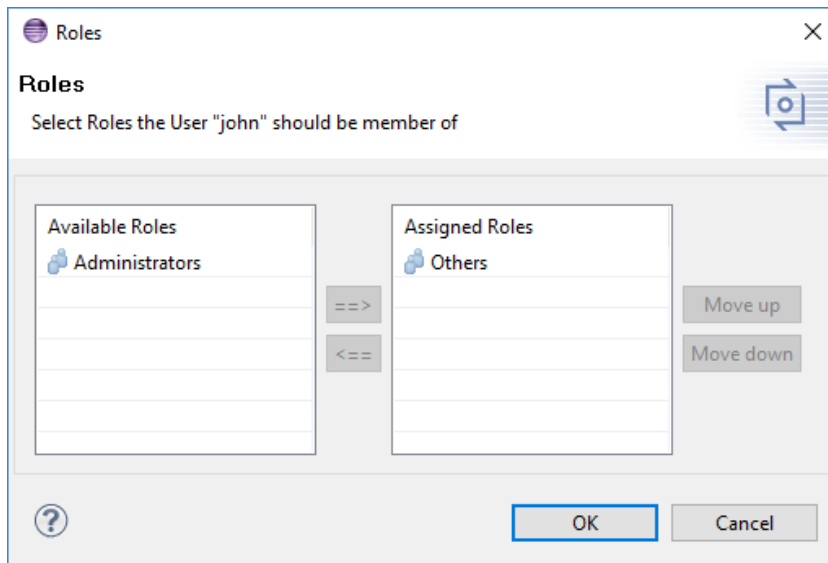 Roles
Roles
Select Roles the User "john" should be member of
Available Roles
Administrators
Assigned Roles
Others
==>
<==
Move up
Move down
?
OK
Cancel